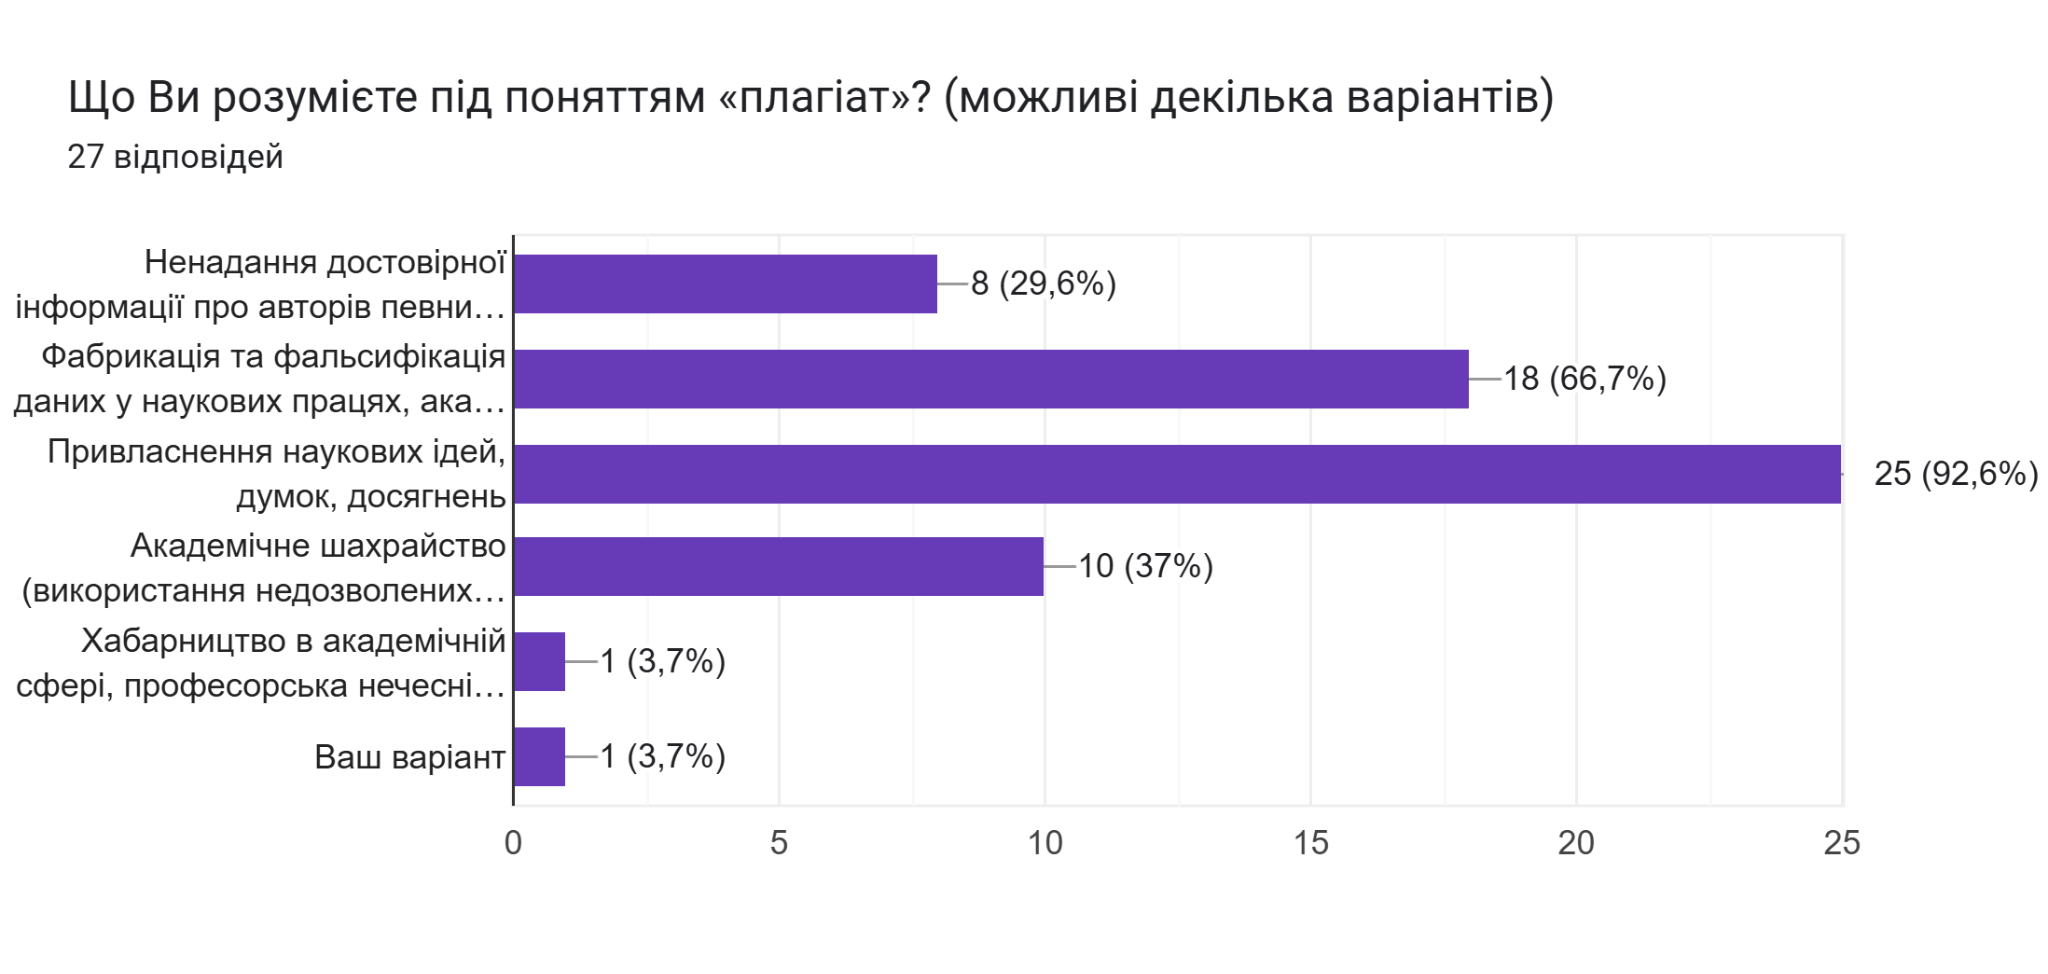 Що Ви розумієте під поняттям «плагіат»? (можливі декілька варіантів)
27 відповідей
Ненадання достовірної
інформації про авторів певни…
8 (29,6%)
Фабрикація та фальсифікація
даних у наукових працях, ака…
18 (66,7%)
Привласнення наукових ідей,
думок, досягнень
25 (92,6%)
Академічне шахрайство
(використання недозволених…
10 (37%)
Хабарництво в академічній
сфері, професорська нечесні…
1 (3,7%)
Ваш варіант
1 (3,7%)
0 5 10 15 20 25